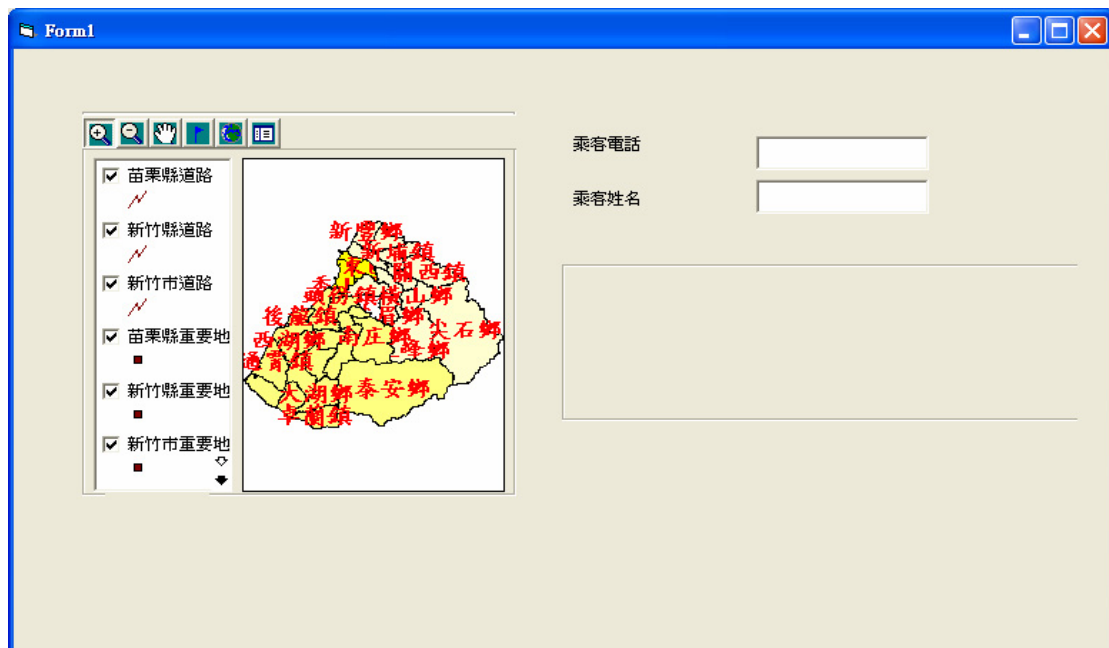 Form1
苗栗縣道路
新竹縣道路
新竹市道路
苗栗縣重要地
新竹縣重要地
新竹市重要地
新豐鄉
新埔鎮
關西鎮
橫山鄉
後龍鎮
尖石鄉
西湖鄉
南庄鄉
通霄鎮
泰安鄉
大湖鄉
卓蘭鎮
乘客電話
乘客姓名